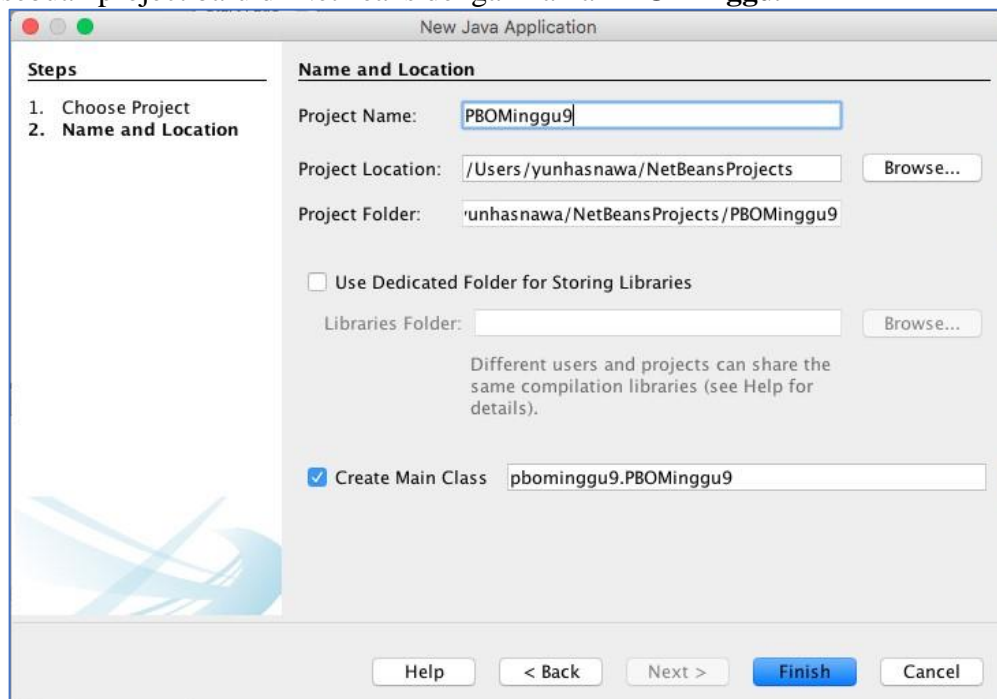 New Java Application
Steps
1. Choose Project
2. Name and Location
Name and Location
Project Name: PBOMinggu9
Project Location: /Users/yunhasnawa/NetBeansProjects Browse...
Project Folder: yunhasnawa/NetBeansProjects/PBOMinggu9
Use Dedicated Folder for Storing Libraries
Libraries Folder: Browse...
Different users and projects can share the
same compilation libraries (see Help for
details).
Create Main Class pbominggu9.PBOMinggu9
Help < Back Next > Finish Cancel